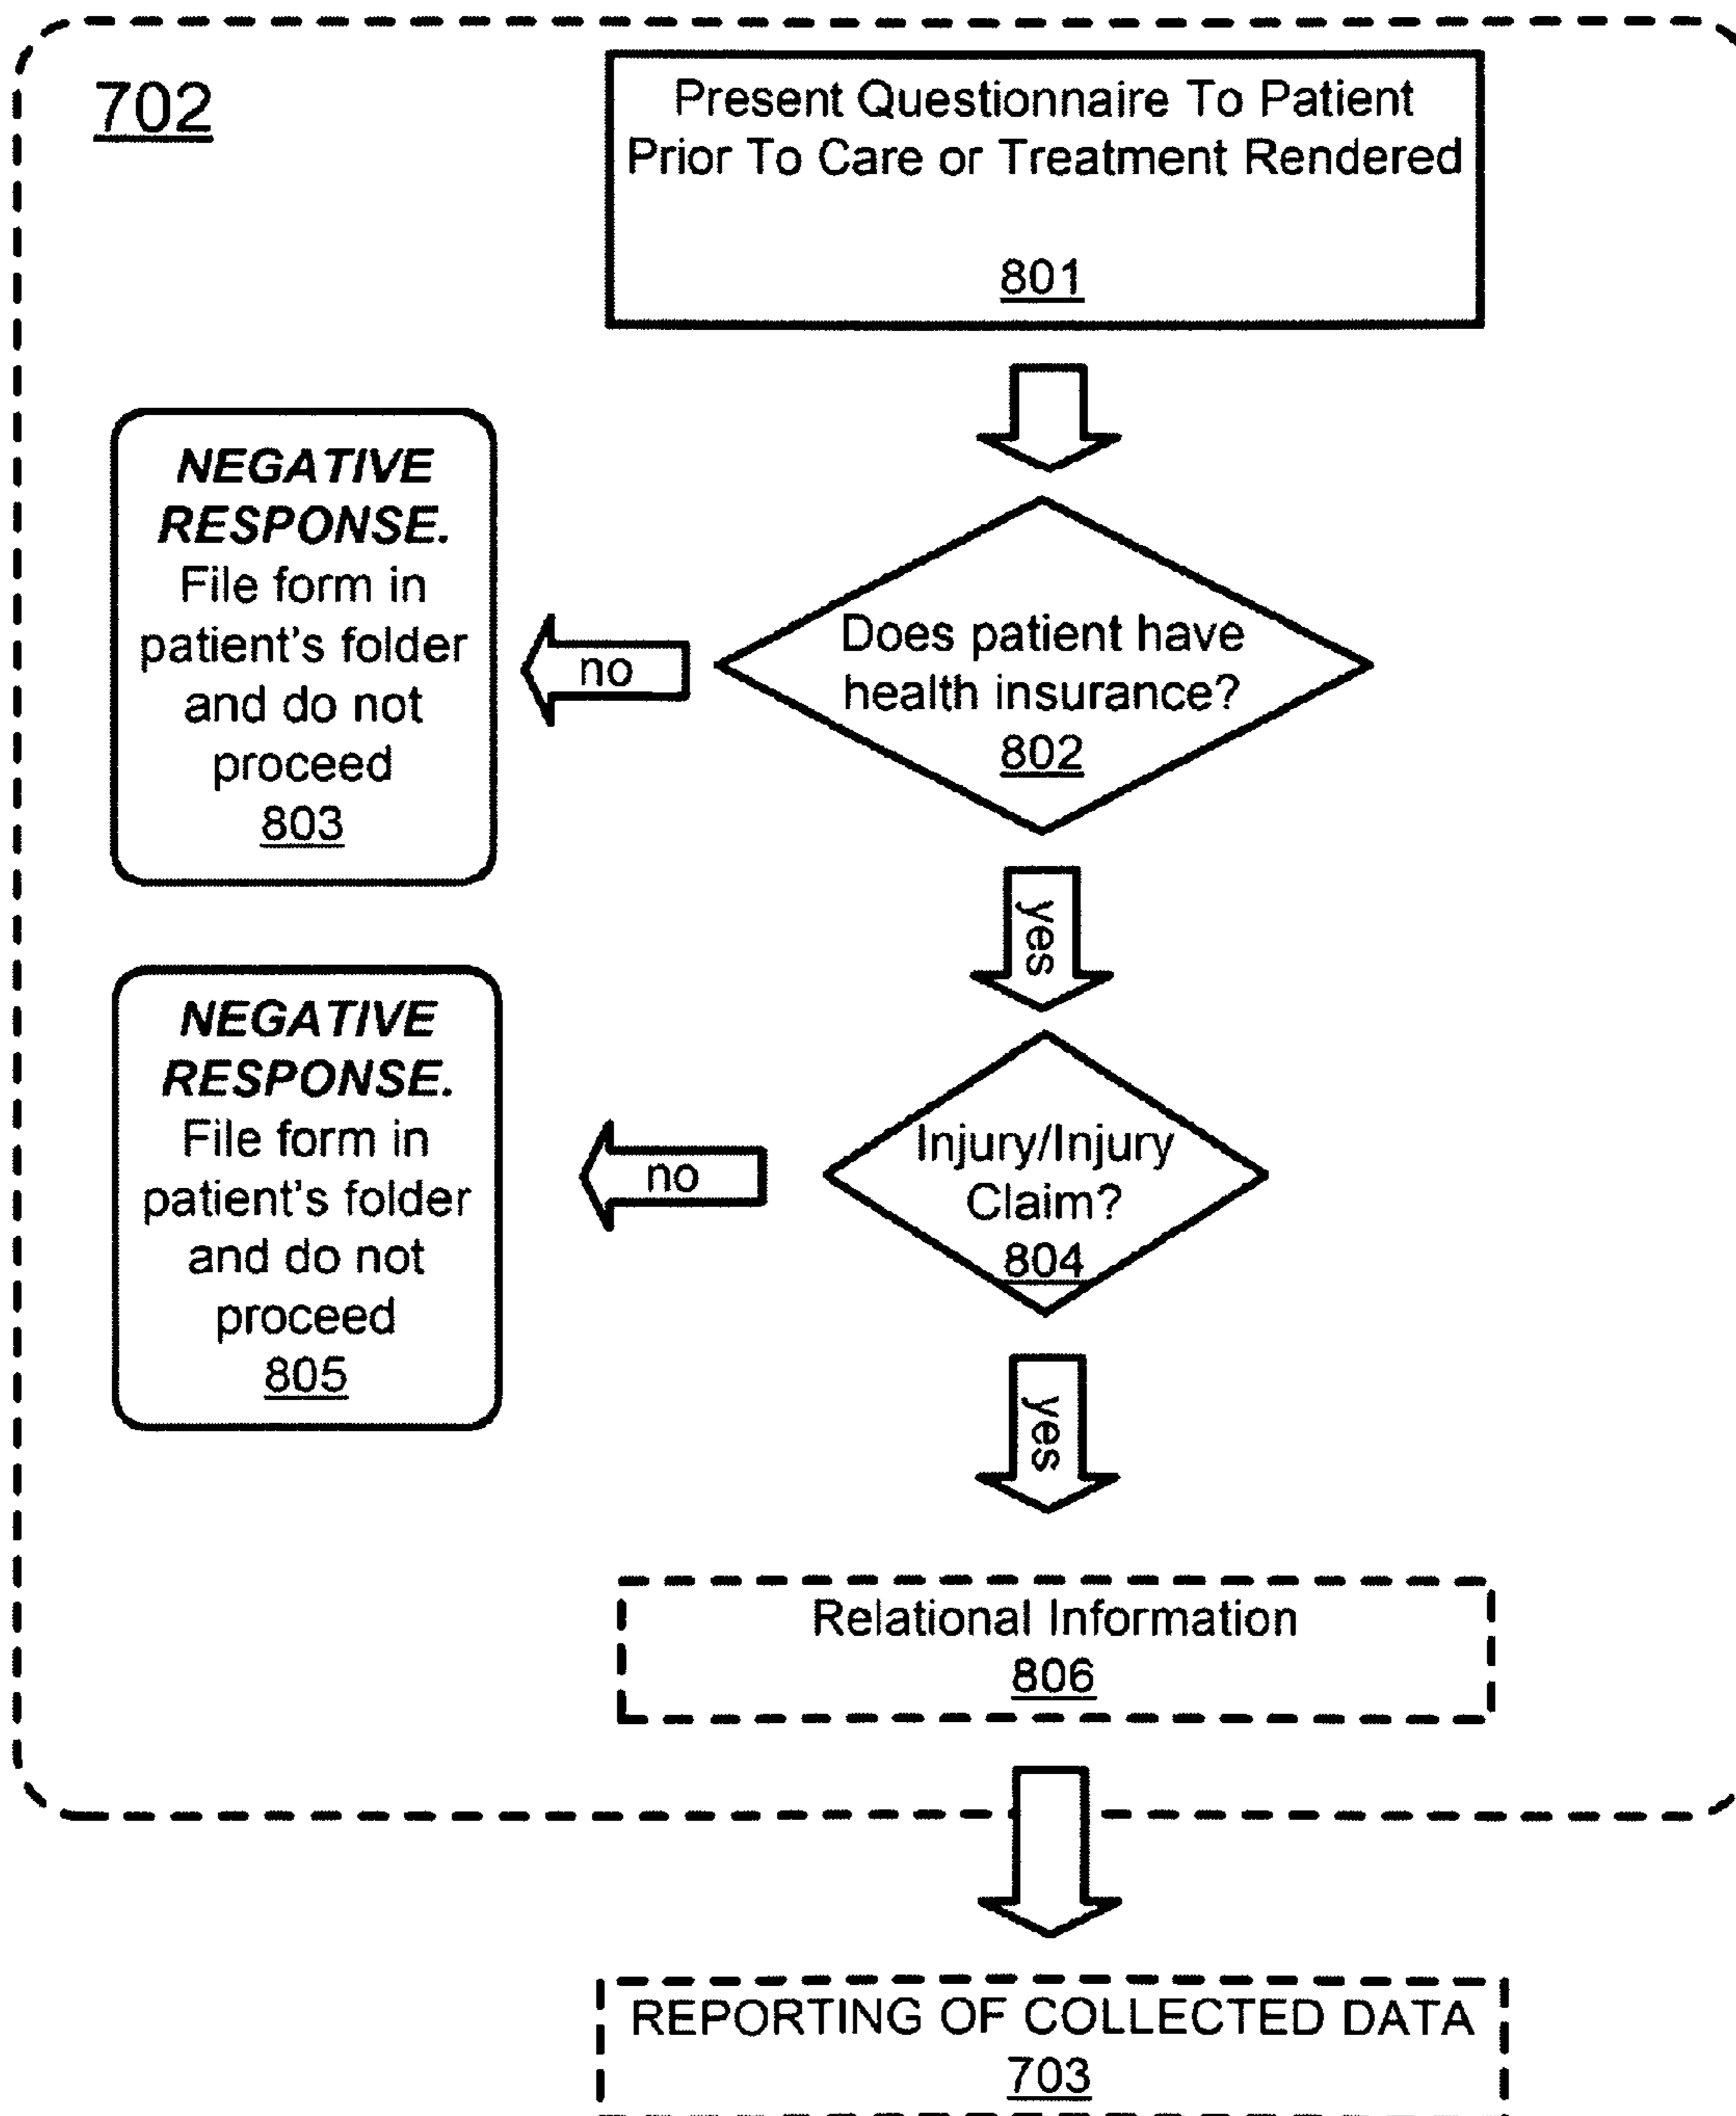 702
Present Questionnaire To Patient
Prior To Care or Treatment Rendered
801
NEGATIVE
RESPONSE.
File form in
patient's folder
and do not
proceed
803
no
Does patient have
health insurance?
802
yes
NEGATIVE
RESPONSE.
File form in
patient's folder
and do not
proceed
805
no
Injury/Injury
Claim?
804
yes
Relational Information
806
REPORTING OF COLLECTED DATA
703